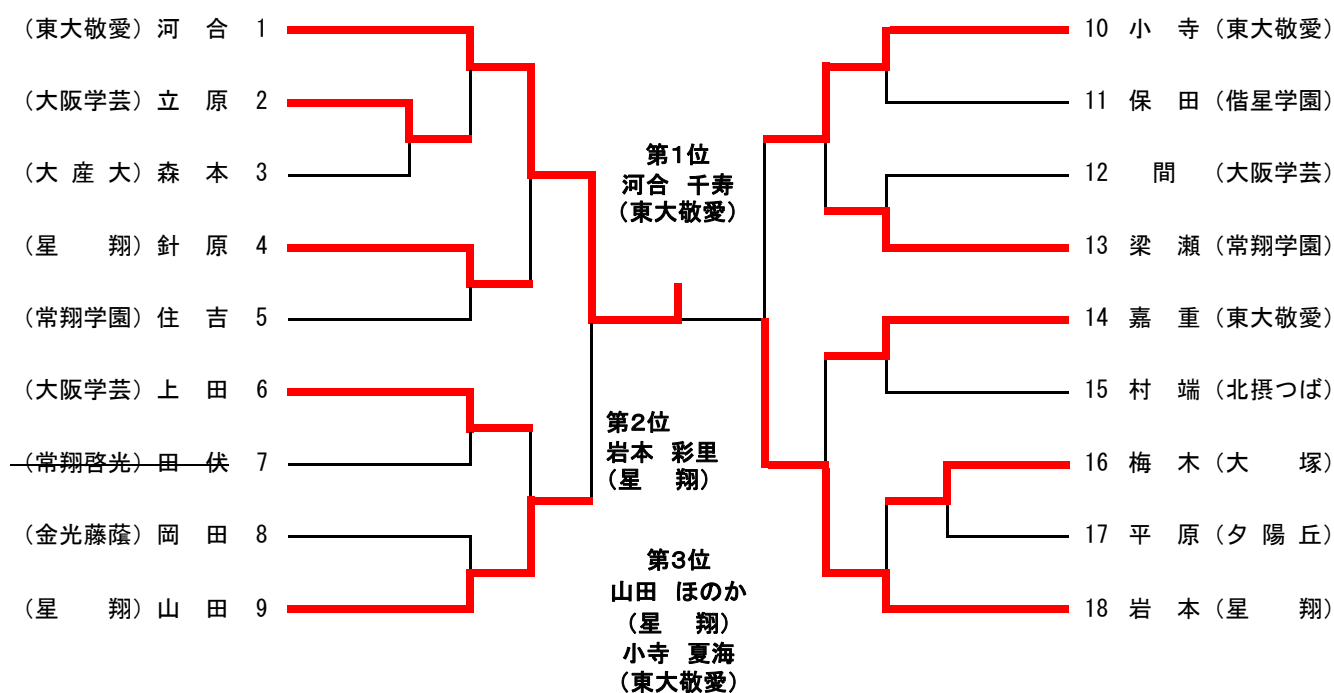 (東大敬愛) 河 合 1
(大阪学芸) 立 原 2
(大 産 大) 森 本 3
(星 翔) 針 原 4
(常翔学園) 住 吉 5
(大阪学芸) 上 田 6
(常翔啓光) 田 伏 7
(金光藤蔭) 岡 田 8
(星 翔) 山 田 9
第1位
河合 千寿
(東大敬愛)
第2位
岩本 彩里
(星 翔)
第3位
山田 ほのか
(星 翔)
小寺 夏海
(東大敬愛)
10 小 寺 (東大敬愛)
11 保 田 (偕星学園)
12 間 (大阪学芸)
13 梁 瀬 (常翔学園)
14 嘉 重 (東大敬愛)
15 村 端 (北摂つば)
16 梅 木 (大 塚)
17 平 原 (夕 陽 丘)
18 岩 本 (星 翔)